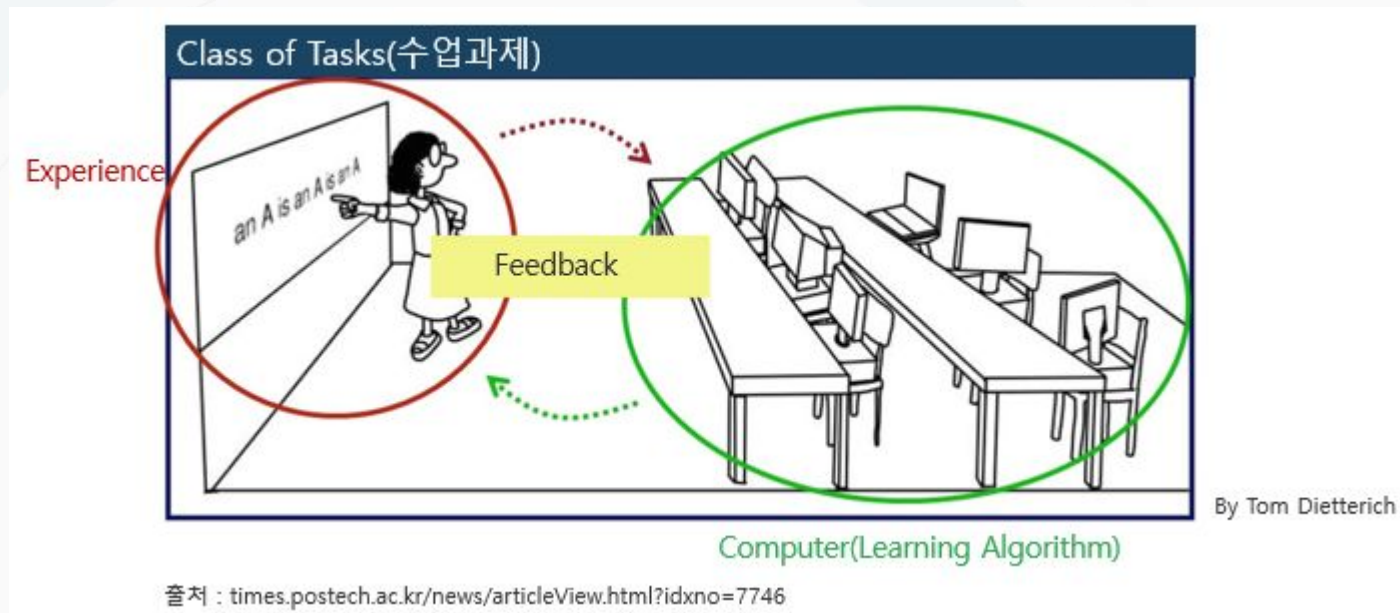 Class of Tasks(수업과제)
Experience
an A is an A is an A
Feedback
By Tom Dietterich
Computer(Learning Algorithm)
출처 : times.postech.ac.kr/news/articleView.html?idxno=7746